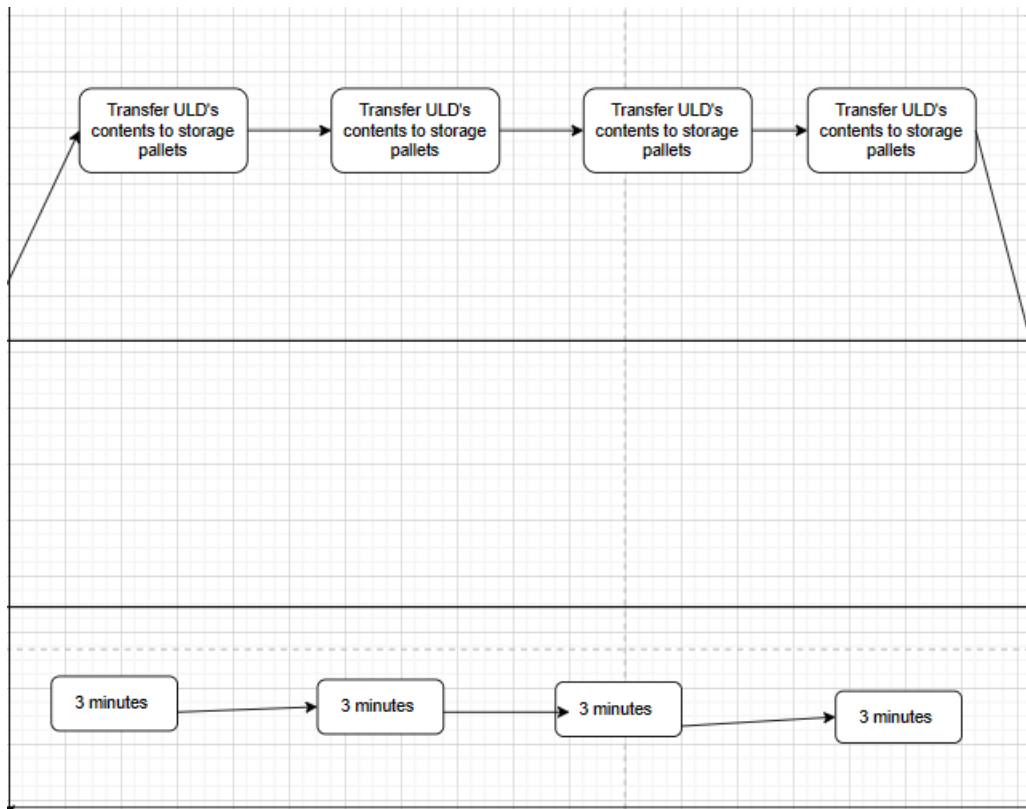 Transfer ULD's
contents to storage
pallets
Transfer ULD's
contents to storage
pallets
Transfer ULD's
contents to storage
pallets
Transfer ULD's
contents to storage
pallets
3 minutes
3 minutes
3 minutes
3 minutes